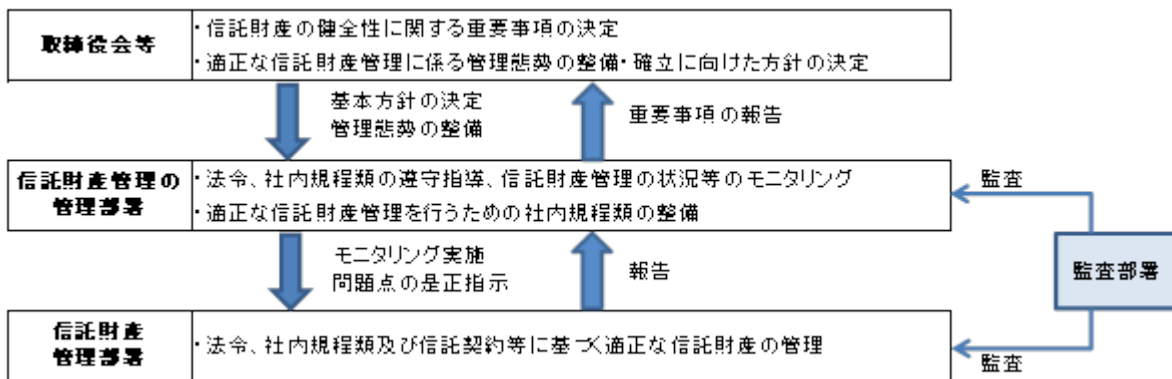 取締役会等
・信託財産の健全性に関する重要事項の決定
・適正な信託財産管理に係る管理態勢の整備・確立に向けた方針の決定
基本方針の決定
管理態勢の整備
重要事項の報告
信託財産管理の
管理部署
・法令、社内規程類の遵守指導、信託財産管理の状況等のモニタリング
・適正な信託財産管理を行うための社内規程類の整備
監査
モニタリング実施
問題点の是正指示
報告
監査部署
信託財産
管理部署
・法令、社内規程類及び信託契約等に基づく適正な信託財産の管理
監査